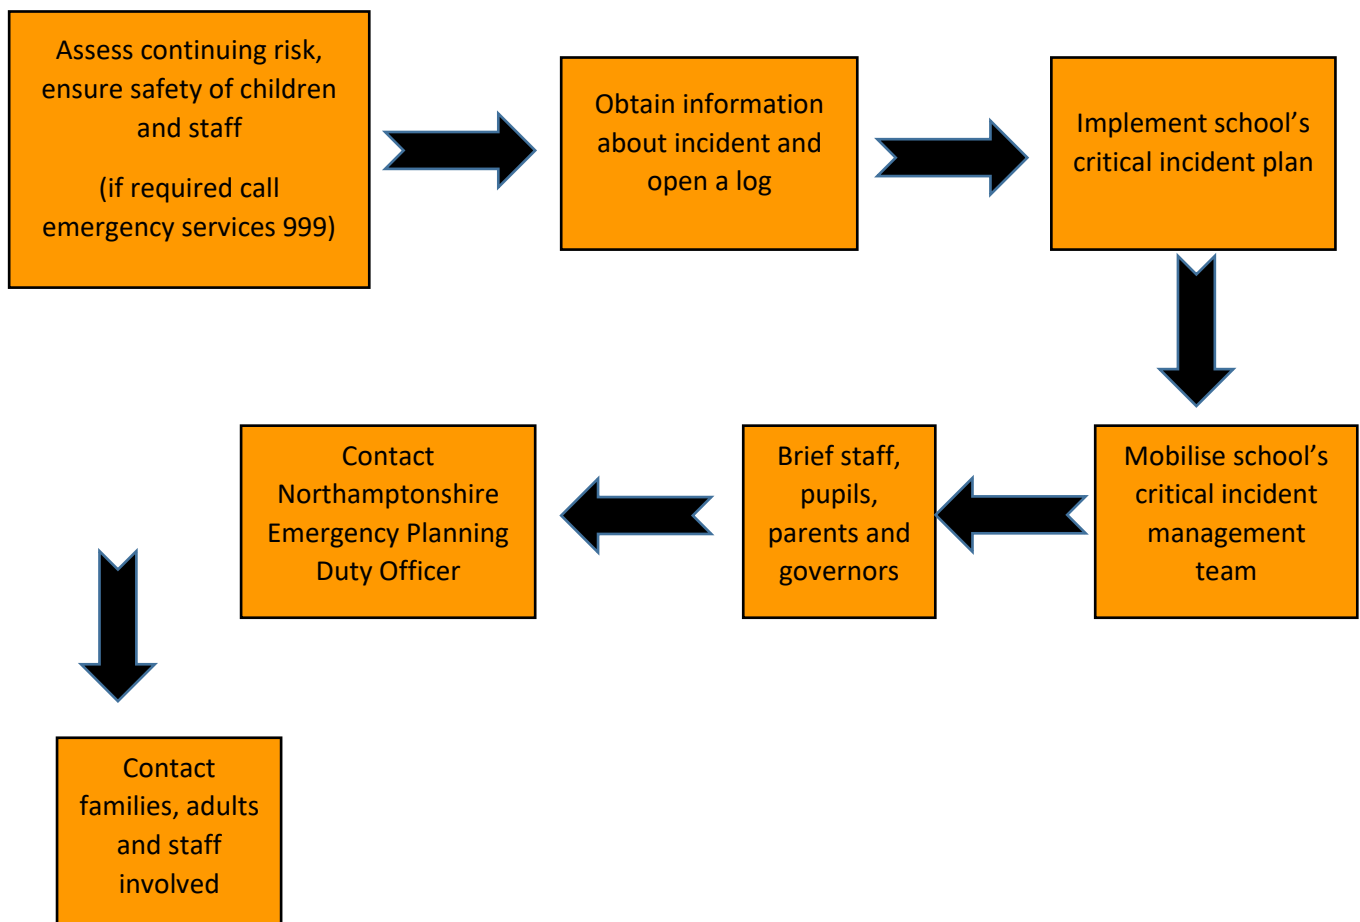 Assess continuing risk,
ensure safety of children
and staff
(if required call
emergency services 999)
Obtain information
about incident and
open a log
Implement school’s
critical incident plan
Mobilise school’s
critical incident
management
team
Brief staff,
pupils,
parents and
governors
Contact
Northamptonshire
Emergency Planning
Duty Officer
Contact
families, adults
and staff
involved